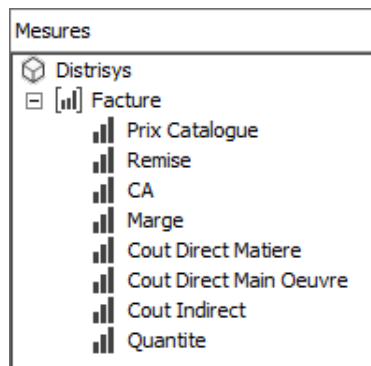 Mesures
Distrisys
Facture
Prix Catalogue
Remise
CA
Marge
Cout Direct Matiere
Cout Direct Main Oeuvre
Cout Indirect
Quantite